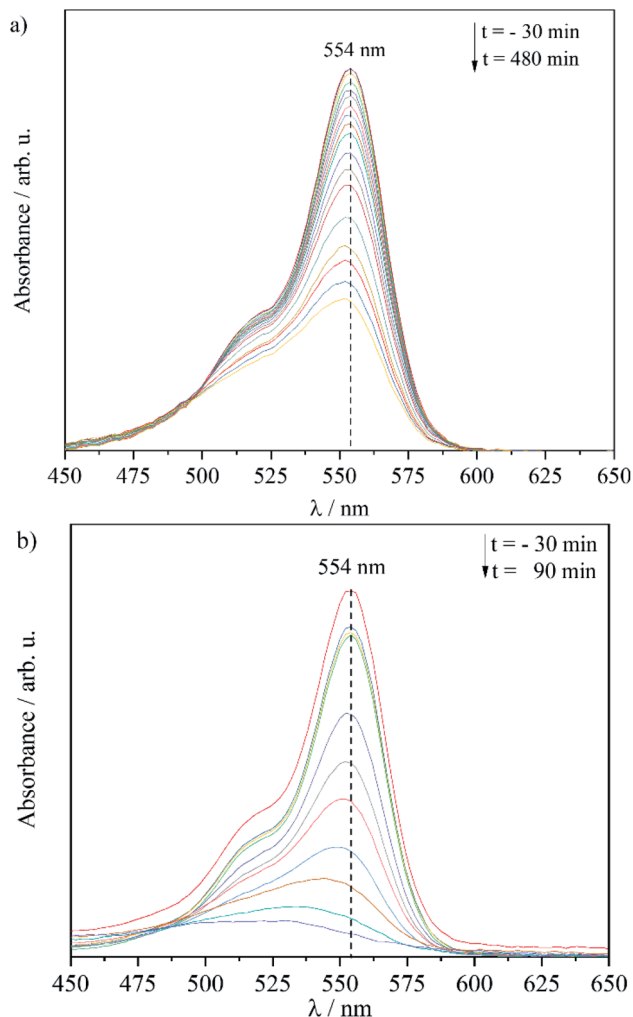 a)
554 nm
t = - 30 min
t = 480 min
Absorbance / arb. u.
450 475 500 525 550 575 600 625 650
λ / nm
b)
554 nm
t = - 30 min
t = 90 min
Absorbance / arb. u.
450 475 500 525 550 575 600 625 650
λ / nm